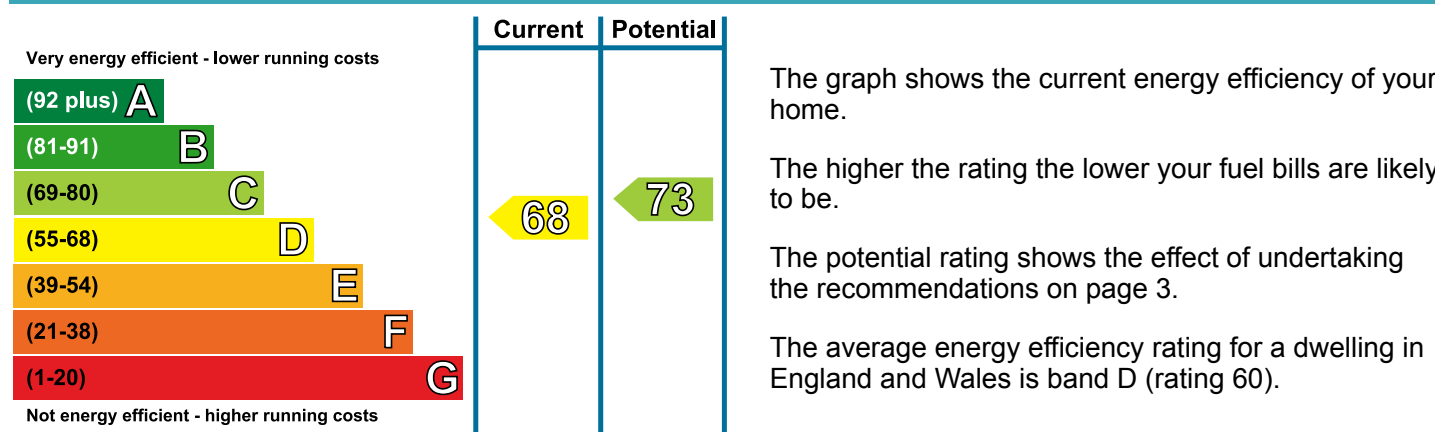 Current Potential
Very energy efficient - lower running costs
(92 plus) A
(81-91) B
(69-80) C
(55-68) D
(39-54) E
(21-38) F
(1-20) G
Not energy efficient - higher running costs
68
73
The graph shows the current energy efficiency of your
home.
The higher the rating the lower your fuel bills are likely
to be.
The potential rating shows the effect of undertaking
the recommendations on page 3.
The average energy efficiency rating for a dwelling in
England and Wales is band D (rating 60).